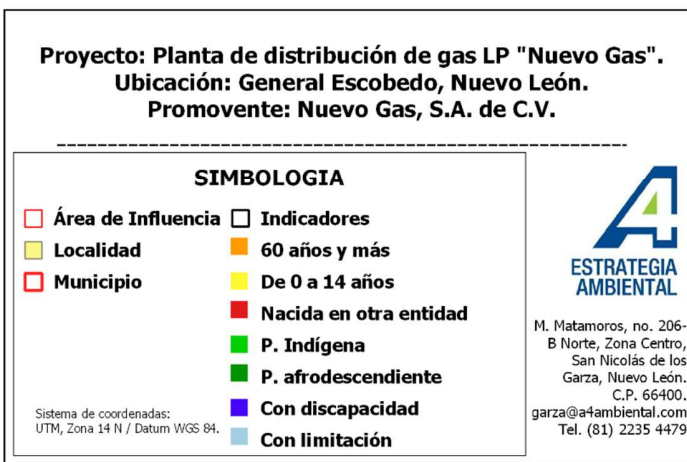 Proyecto: Planta de distribución de gas LP "Nuevo Gas".
Ubicación: General Escobedo, Nuevo León.
Promovente: Nuevo Gas, S.A. de C.V.
SIMBOLOGIA
Área de Influencia
Localidad
Municipio
Indicadores
60 años y más
De 0 a 14 años
Nacida en otra entidad
P. Indígena
P. afrodescendiente
Con discapacidad
Con limitación
Sistema de coordenadas:
UTM, Zona 14 N / Datum WGS 84.
A4
ESTRATEGIA
AMBIENTAL
M. Matamoros, no. 206-
B Norte, Zona Centro,
San Nicolás de los
Garza, Nuevo León.
C.P. 66400.
garza@a4ambiental.com
Tel. (81) 2235 4479